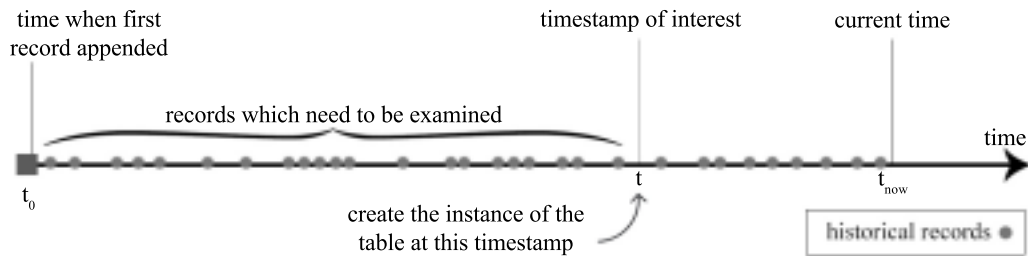 time when first
record appended
timestamp of interest
current time
records which need to be examined
time
t0
t
tnow
create the instance of the
table at this timestamp
historical records